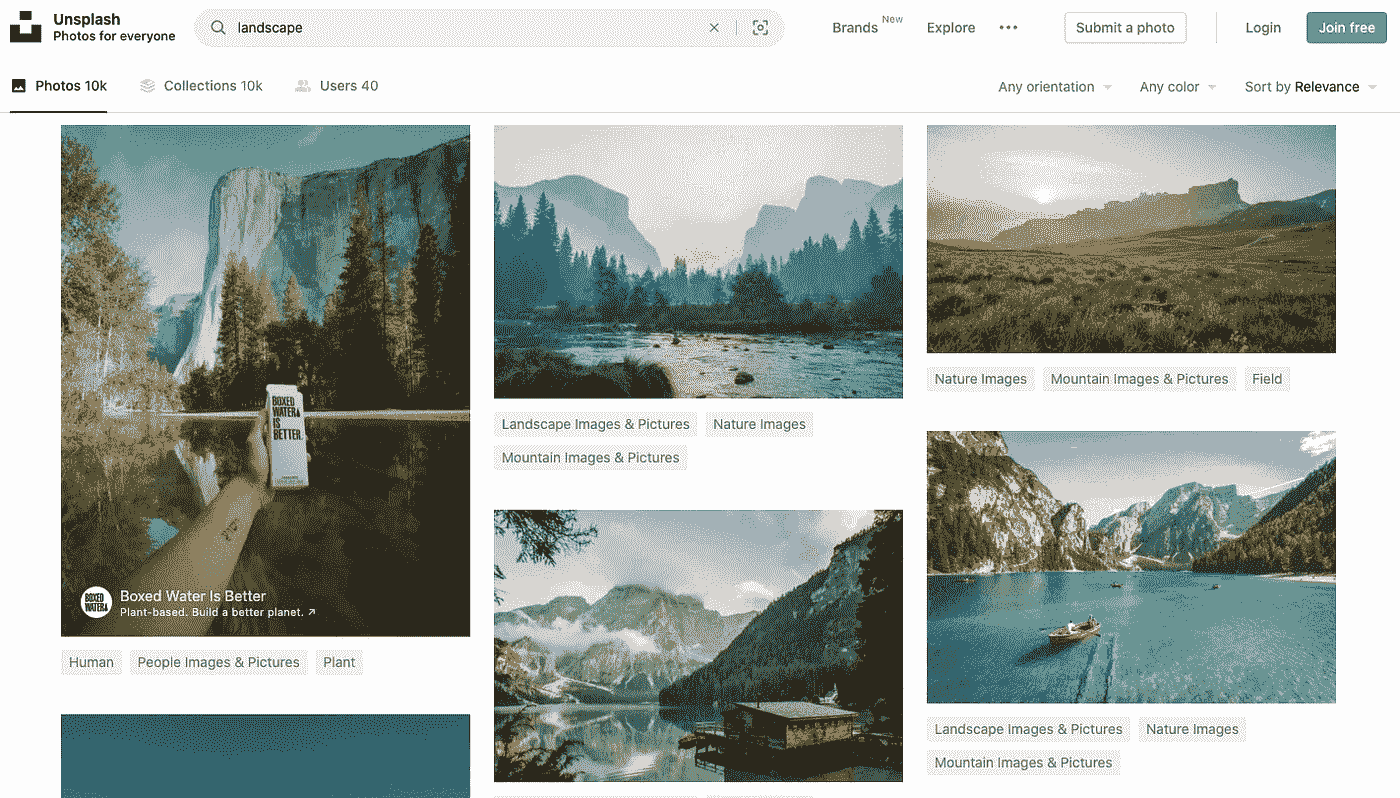 Unsplash
Photos for everyone
landscape
Brands New
Explore
Submit a photo
Login
Join free
Photos 10k
Collections 10k
Users 40
Any orientation
Any color
Sort by Relevance
BOXED
WATER
IS
BETTER.
BOXED
WATER
Boxed Water Is Better
Plant-based. Build a better planet. ↗
Human
People Images & Pictures
Plant
Landscape Images & Pictures
Nature Images
Mountain Images & Pictures
Nature Images
Mountain Images & Pictures
Field
Landscape Images & Pictures
Nature Images
Mountain Images & Pictures